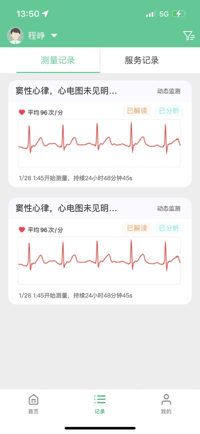 13:50
5G
程峥
测量记录
服务记录
窦性心律，心电图未见明... 动态监测
平均 96 次/分 已解读 已分析
1/28 1:45开始测量，持续24小时48分钟45s
窦性心律，心电图未见明... 动态监测
平均 96 次/分 已解读 已分析
1/28 1:45开始测量，持续24小时48分钟45s
首页 记录 我的